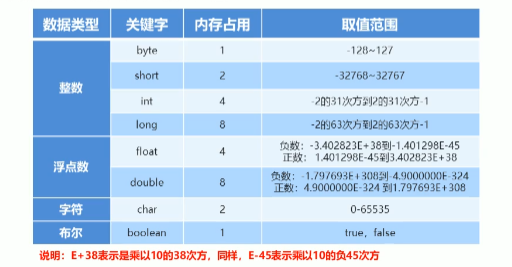 数据类型 关键字 内存占用 取值范围
整数 byte 1 -128~127
short 2 -32768~32767
int 4 -2的31次方到2的31次方-1
long 8 -2的63次方到2的63次方-1
浮点数 float 4 负数：-3.402823E+38到-1.401298E-45
正数： 1.401298E-45到3.402823E+38
double 8 负数：-1.797693E+308到-4.9000000E-324
正数：4.9000000E-324 到1.797693E+308
字符 char 2 0-65535
布尔 boolean 1 true，false
说明：E+38表示是乘以10的38次方，同样，E-45表示乘以10的负45次方